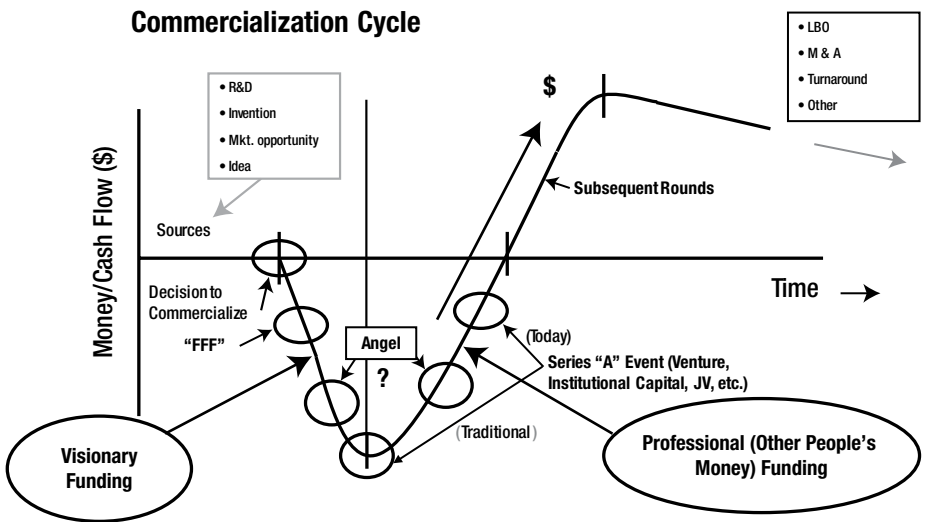 Commercialization Cycle
• LBO
• M & A
• Turnaround
• Other
• R&D
• Invention
• Mkt. opportunity
• Idea
$
Money/Cash Flow ($)
Subsequent Rounds
Sources
Time
Decision to
Commercialize
“FFF”
Angel
?
(Today)
Series “A” Event (Venture,
Institutional Capital, JV, etc.)
(Traditional)
Visionary
Funding
Professional (Other People’s
Money) Funding